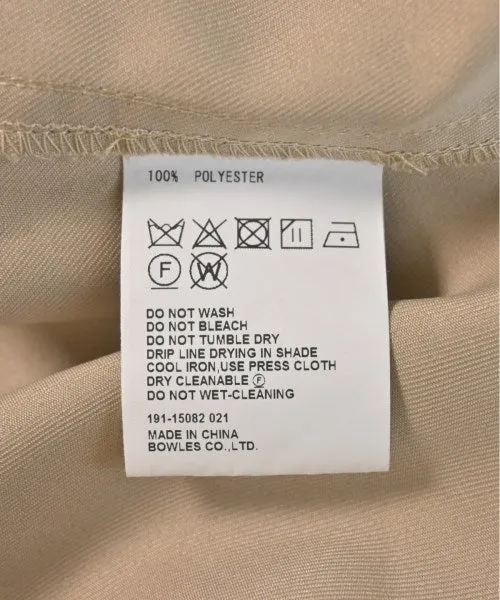 100% POLYESTER
F W
DO NOT WASH
DO NOT BLEACH
DO NOT TUMBLE DRY
DRIP LINE DRYING IN SHADE
COOL IRON,USE PRESS CLOTH
DRY CLEANABLE Ⓕ
DO NOT WET-CLEANING
191-15082 021
MADE IN CHINA
BOWLES CO.,LTD.